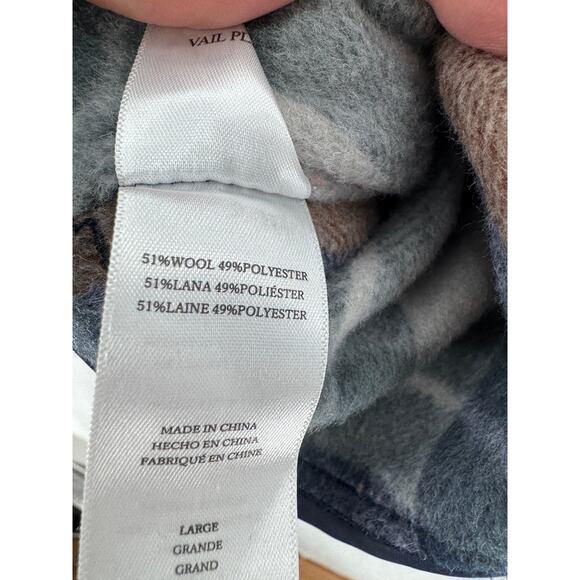 VAIL
51%WOOL 49%POLYESTER
51%LANA 49%POLIÉSTER
51%LAINE 49%POLYESTER
MADE IN CHINA
HECHO EN CHINA
FABRIQUÉ EN CHINE
LARGE
GRANDE
GRAND